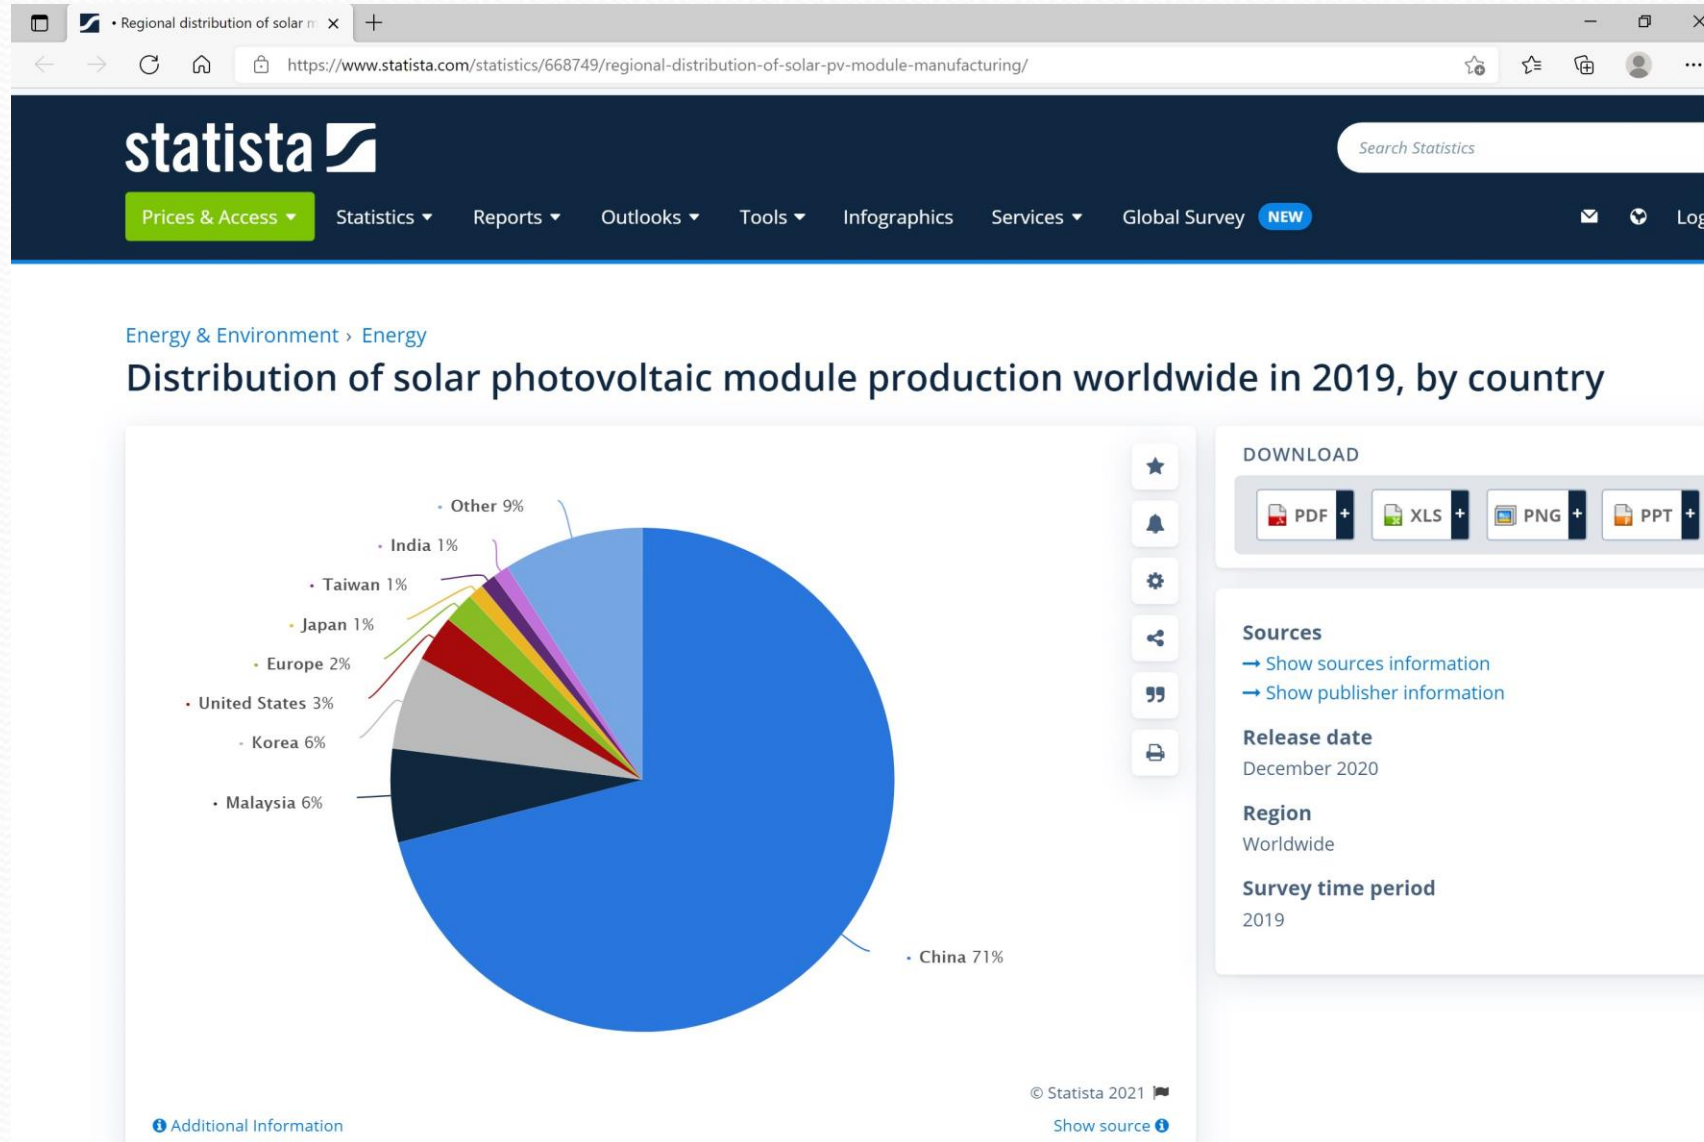 • Regional distribution of solar m
https://www.statista.com/statistics/668749/regional-distribution-of-solar-pv-module-manufacturing/
statista
Search Statistics
Prices & Access Statistics Reports Outlooks Tools Infographics Services Global Survey NEW Log
Energy & Environment › Energy
Distribution of solar photovoltaic module production worldwide in 2019, by country
• Other 9%
• India 1%
• Taiwan 1%
• Japan 1%
• Europe 2%
• United States 3%
• Korea 6%
• Malaysia 6%
• China 71%
© Statista 2021
Additional Information
Show source
DOWNLOAD
PDF + XLS + PNG + PPT +
Sources
→ Show sources information
→ Show publisher information
Release date
December 2020
Region
Worldwide
Survey time period
2019